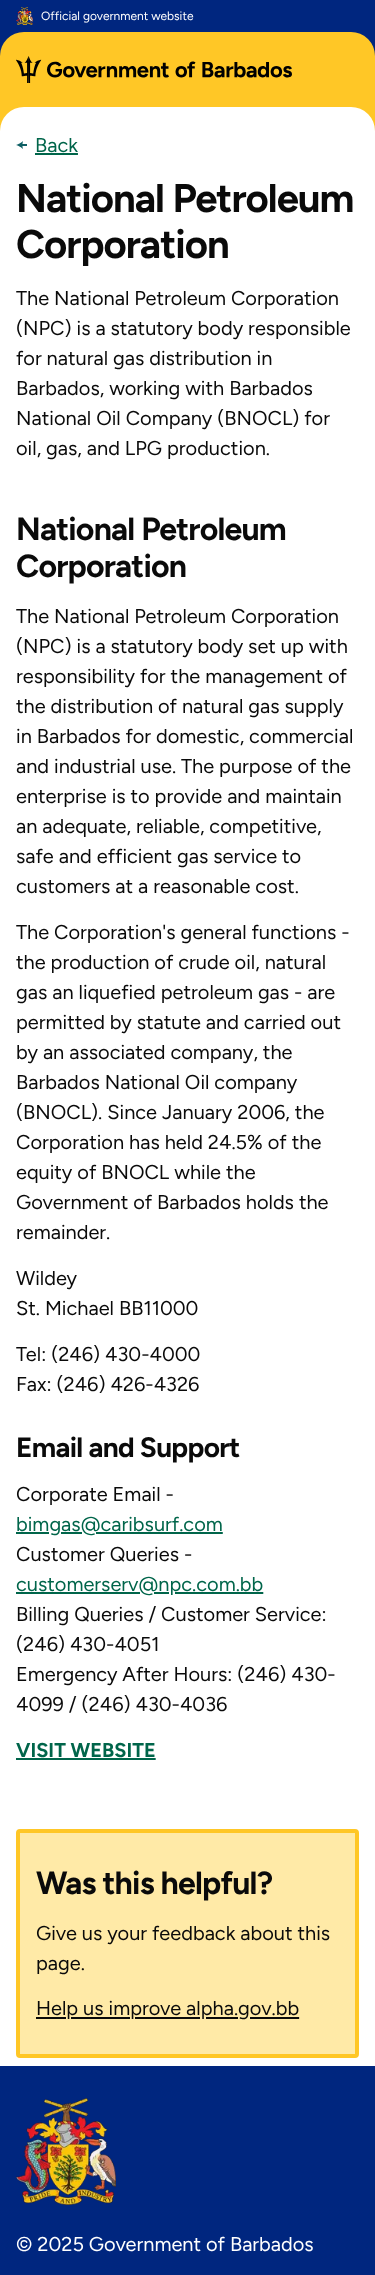 Official government website
Government of Barbados
Back
National Petroleum
Corporation
The National Petroleum Corporation
(NPC) is a statutory body responsible
for natural gas distribution in
Barbados, working with Barbados
National Oil Company (BNOCL) for
oil, gas, and LPG production.
National Petroleum
Corporation
The National Petroleum Corporation
(NPC) is a statutory body set up with
responsibility for the management of
the distribution of natural gas supply
in Barbados for domestic, commercial
and industrial use. The purpose of the
enterprise is to provide and maintain
an adequate, reliable, competitive,
safe and efficient gas service to
customers at a reasonable cost.
The Corporation's general functions -
the production of crude oil, natural
gas an liquefied petroleum gas - are
permitted by statute and carried out
by an associated company, the
Barbados National Oil company
(BNOCL). Since January 2006, the
Corporation has held 24.5% of the
equity of BNOCL while the
Government of Barbados holds the
remainder.
Wildey
St. Michael BB11000
Tel: (246) 430-4000
Fax: (246) 426-4326
Email and Support
Corporate Email -
bimgas@caribsurf.com
Customer Queries -
customerserv@npc.com.bb
Billing Queries / Customer Service:
(246) 430-4051
Emergency After Hours: (246) 430-
4099 / (246) 430-4036
VISIT WEBSITE
Was this helpful?
Give us your feedback about this
page.
Help us improve alpha.gov.bb
PRIDE AND INDUSTRY
© 2025 Government of Barbados